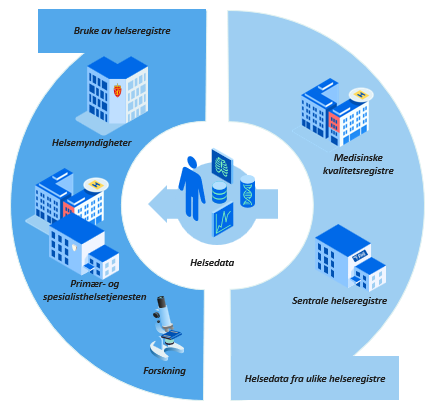 Bruke av helseregistre
Helsemyndigheter
Primær- og
spesialisthelsetjenesten
Forskning
Helsedata
Medisinske
kvalitetsregistre
Sentrale helseregistre
Helsedata fra ulike helseregistre